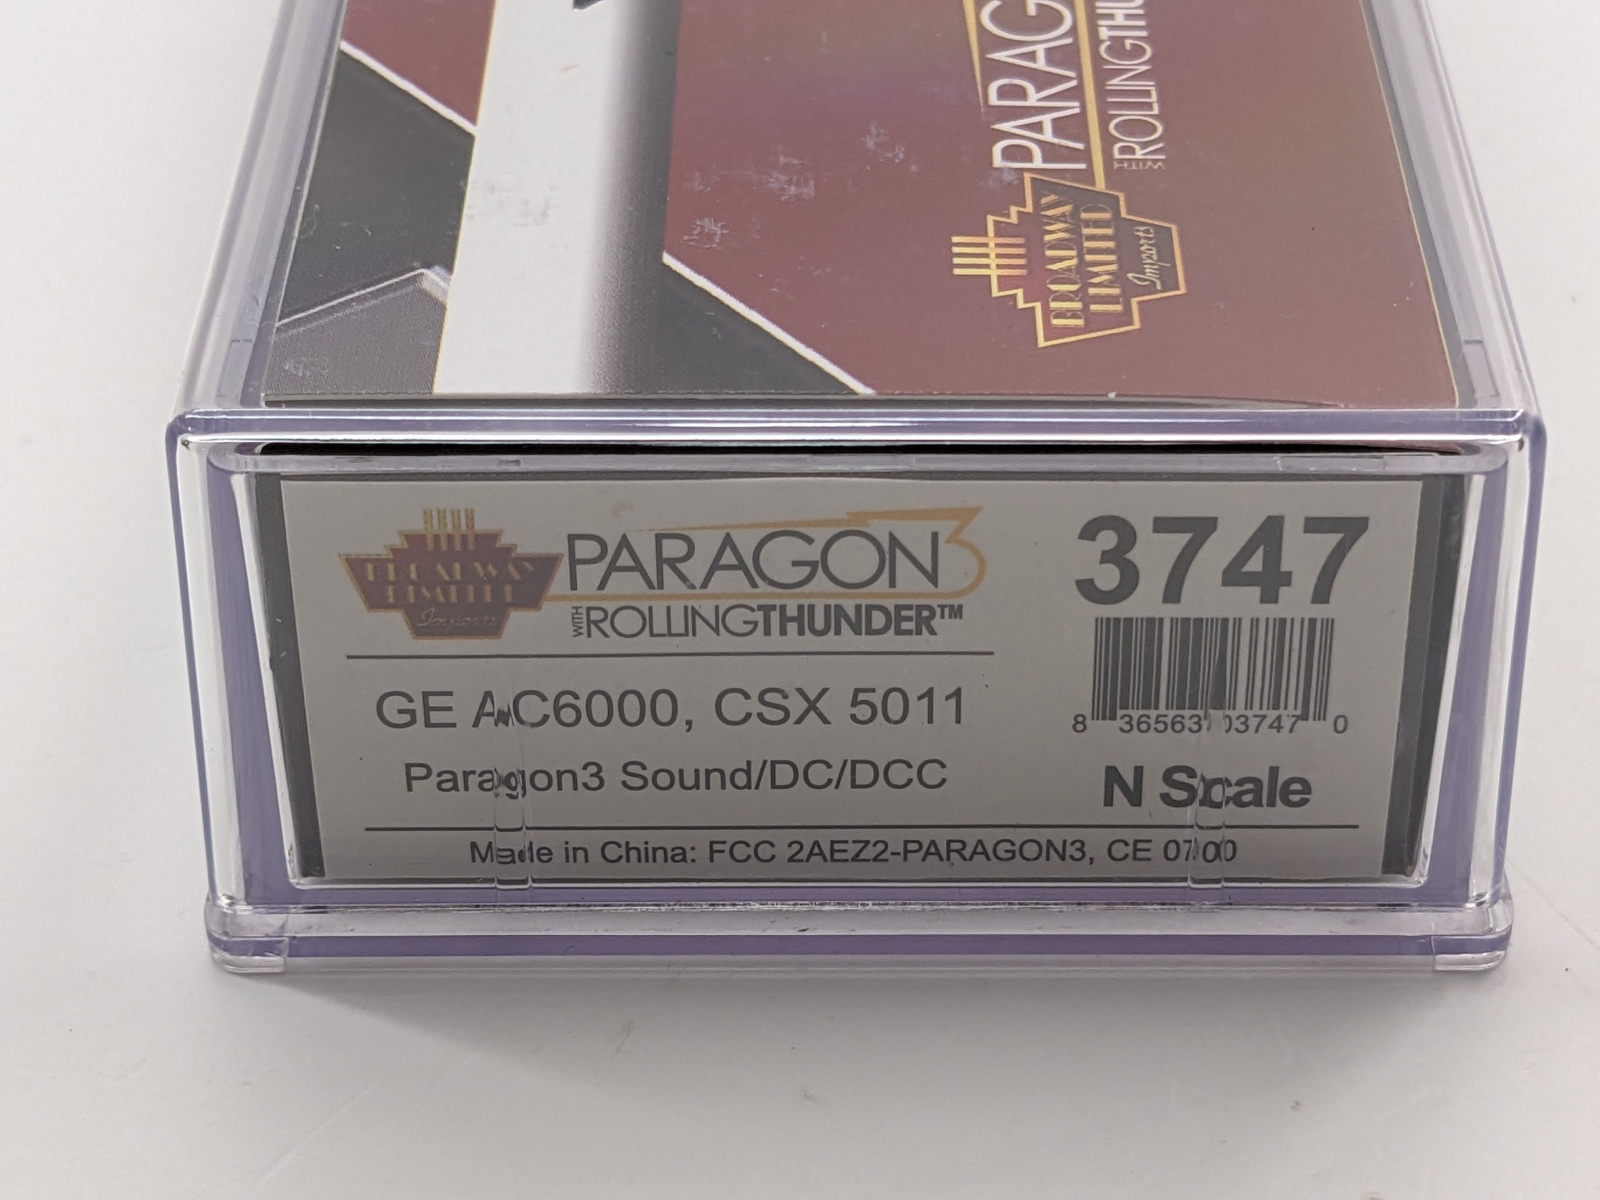 PARAG
WITH ROLLINGTHU
BROADWAY
LIMITED
Imports
BROADWAY
LIMITED
Imports
PARAGON3
WITH ROLLINGTHUNDER™
3747
GE AC6000, CSX 5011
8 36563 03747 0
Paragon3 Sound/DC/DCC
N Scale
Made in China: FCC 2AEZ2-PARAGON3, CE 0700